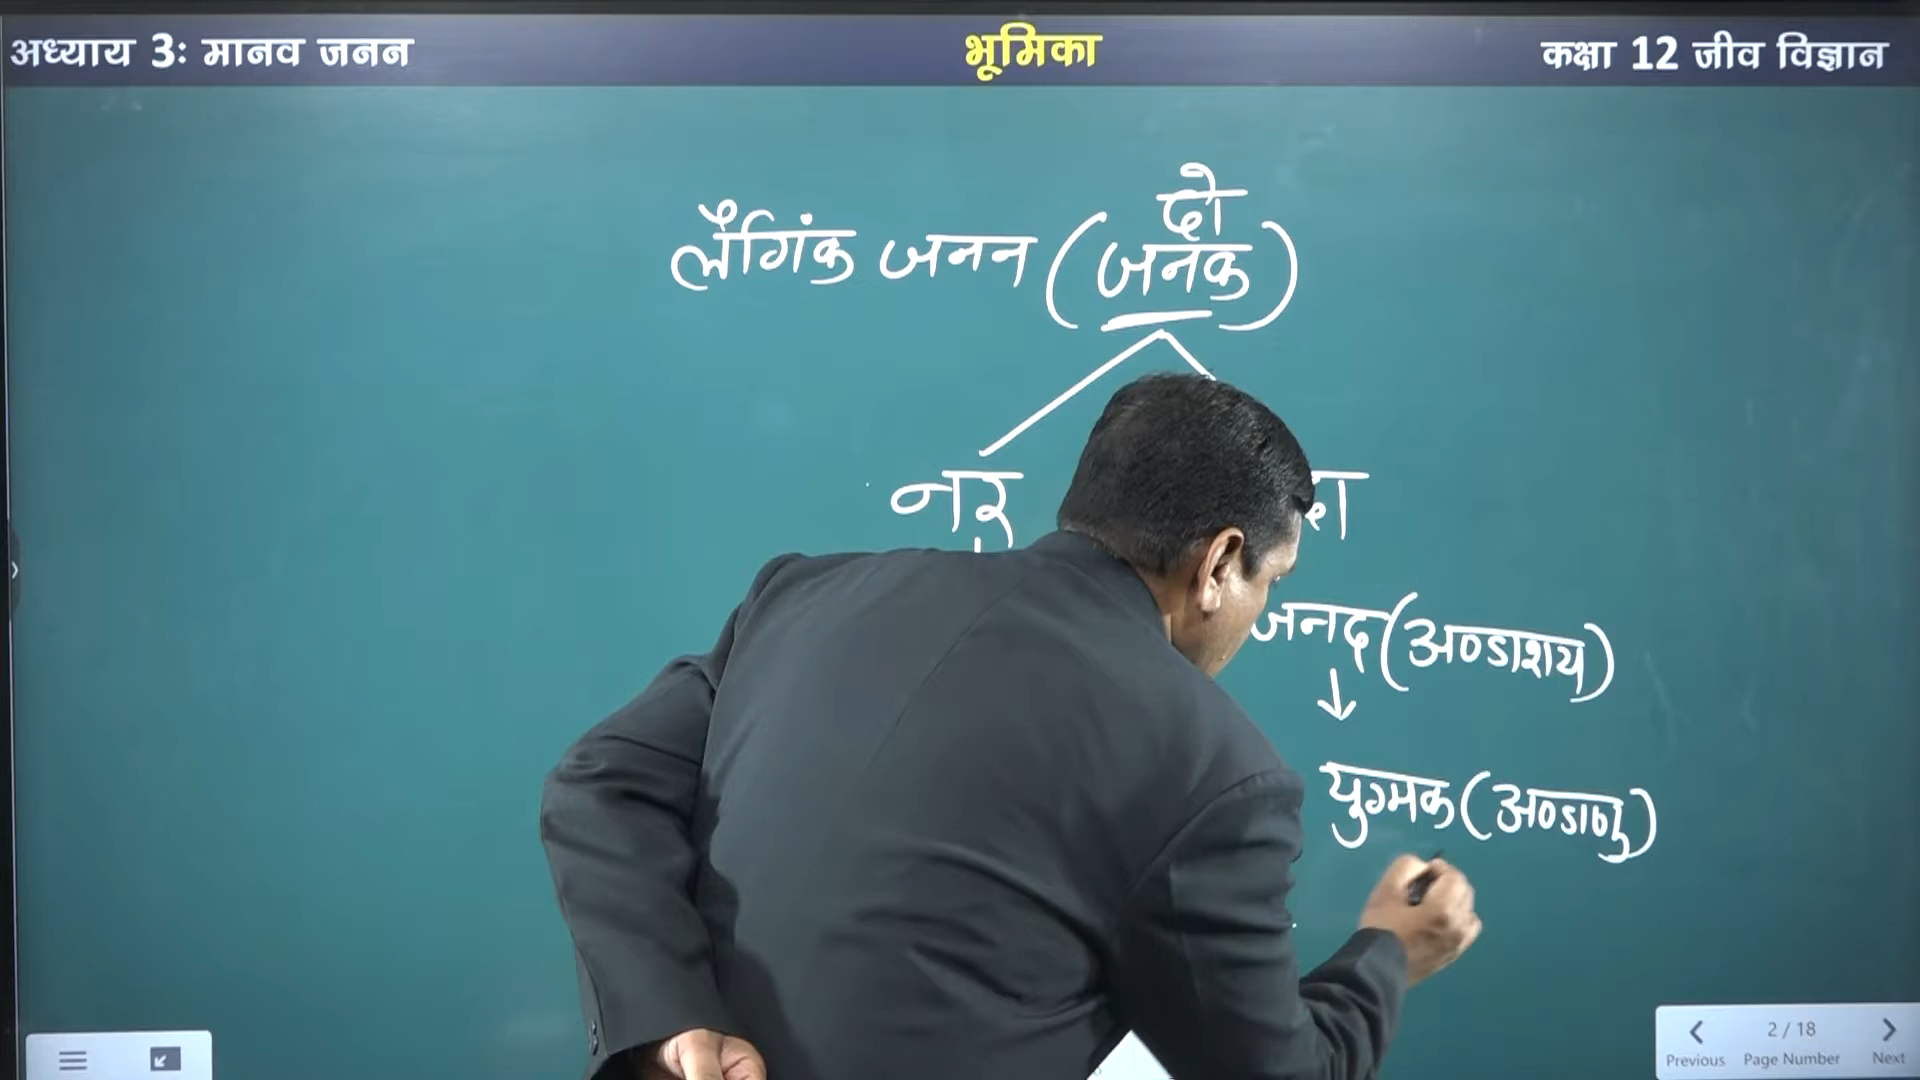 अध्याय 3: मानव जनन
भूमिका
कक्षा 12 जीव विज्ञान
दो
लैंगिंक जनन (जनक)
नर
जनद (अण्डाशय)
युग्मक (अण्डाणु)
2 / 18
Previous Page Number Next